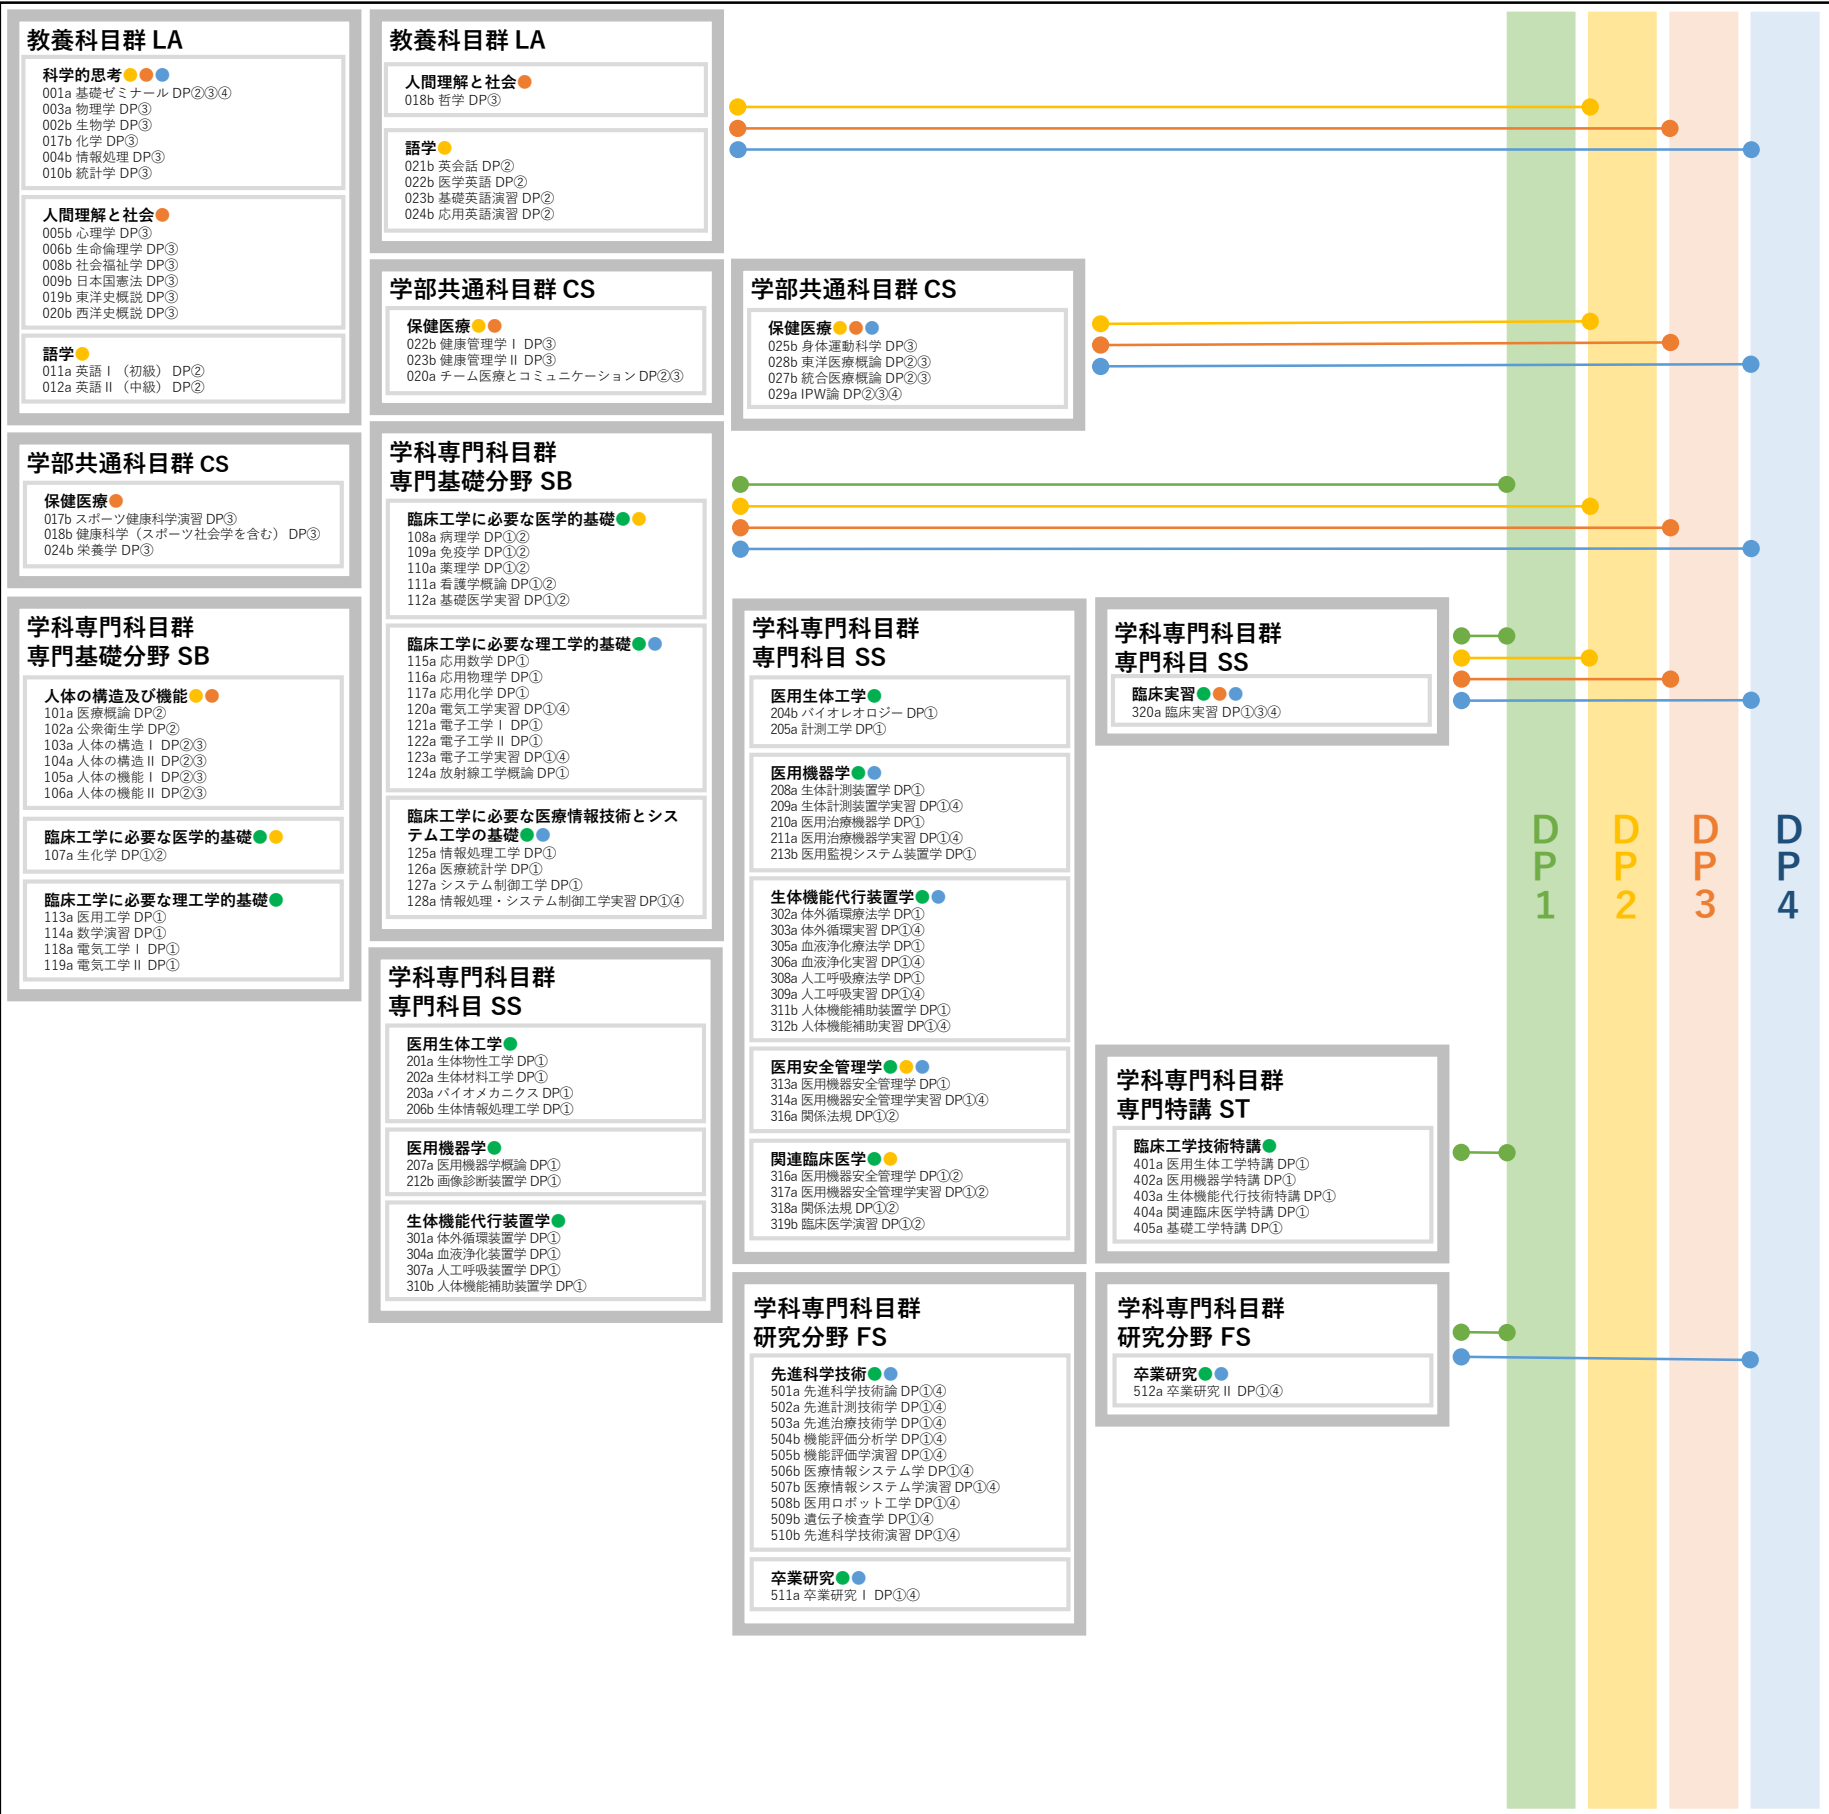 教養科目群 LA
科学的思考
001a 基礎ゼミナール DP②③④
003a 物理学 DP③
002b 生物学 DP③
017b 化学 DP③
004b 情報処理 DP③
010b 統計学 DP③
人間理解と社会
005b 心理学 DP③
006b 生命倫理学 DP③
008b 社会福祉学 DP③
009b 日本国憲法 DP③
019b 東洋史概説 DP③
020b 西洋史概説 DP③
語学
011a 英語Ⅰ（初級） DP②
012a 英語Ⅱ（中級） DP②
学部共通科目群 CS
保健医療
017b スポーツ健康科学演習 DP③
018b 健康科学（スポーツ社会学を含む） DP③
024b 栄養学 DP③
学科専門科目群
専門基礎分野 SB
人体の構造及び機能
101a 医療概論 DP②
102a 公衆衛生学 DP②
103a 人体の構造Ⅰ DP②③
104a 人体の構造Ⅱ DP②③
105a 人体の機能Ⅰ DP②③
106a 人体の機能Ⅱ DP②③
臨床工学に必要な医学的基礎
107a 生化学 DP①②
臨床工学に必要な理工学的基礎
113a 医用工学 DP①
114a 数学演習 DP①
118a 電気工学Ⅰ DP①
119a 電気工学Ⅱ DP①
教養科目群 LA
人間理解と社会
018b 哲学 DP③
語学
021b 英会話 DP②
022b 医学英語 DP②
023b 基礎英語演習 DP②
024b 応用英語演習 DP②
学部共通科目群 CS
保健医療
022b 健康管理学Ⅰ DP③
023b 健康管理学Ⅱ DP③
020a チーム医療とコミュニケーション DP②③
学科専門科目群
専門基礎分野 SB
臨床工学に必要な医学的基礎
108a 病理学 DP①②
109a 免疫学 DP①②
110a 薬理学 DP①②
111a 看護学概論 DP①②
112a 基礎医学実習 DP①②
臨床工学に必要な理工学的基礎
115a 応用数学 DP①
116a 応用物理学 DP①
117a 応用化学 DP①
120a 電気工学実習 DP①④
121a 電子工学Ⅰ DP①
122a 電子工学Ⅱ DP①
123a 電子工学実習 DP①④
124a 放射線工学概論 DP①
臨床工学に必要な医療情報技術とシス
テム工学の基礎
125a 情報処理工学 DP①
126a 医療統計学 DP①
127a システム制御工学 DP①
128a 情報処理・システム制御工学実習 DP①④
学科専門科目群
専門科目 SS
医用生体工学
201a 生体物性工学 DP①
202a 生体材料工学 DP①
203a バイオメカニクス DP①
206b 生体情報処理工学 DP①
医用機器学
207a 医用機器学概論 DP①
212b 画像診断装置学 DP①
生体機能代行装置学
301a 体外循環装置学 DP①
304a 血液浄化装置学 DP①
307a 人工呼吸装置学 DP①
310b 人体機能補助装置学 DP①
学部共通科目群 CS
保健医療
025b 身体運動科学 DP③
028b 東洋医療概論 DP②③
027b 統合医療概論 DP②③
029a IPW論 DP②③④
学科専門科目群
専門科目 SS
医用生体工学
204b バイオレオロジー DP①
205a 計測工学 DP①
医用機器学
208a 生体計測装置学 DP①
209a 生体計測装置学実習 DP①④
210a 医用治療機器学 DP①
211a 医用治療機器学実習 DP①④
213b 医用監視システム装置学 DP①
生体機能代行装置学
302a 体外循環療法学 DP①
303a 体外循環実習 DP①④
305a 血液浄化療法学 DP①
306a 血液浄化実習 DP①④
308a 人工呼吸療法学 DP①
309a 人工呼吸実習 DP①④
311b 人体機能補助装置学 DP①
312b 人体機能補助実習 DP①④
医用安全管理学
313a 医用機器安全管理学 DP①
314a 医用機器安全管理学実習 DP①④
316a 関係法規 DP①②
関連臨床医学
316a 医用機器安全管理学 DP①②
317a 医用機器安全管理学実習 DP①②
318a 関係法規 DP①②
319b 臨床医学演習 DP①②
学科専門科目群
研究分野 FS
先進科学技術
501a 先進科学技術論 DP①④
502a 先進計測技術学 DP①④
503a 先進治療技術学 DP①④
504b 機能評価分析学 DP①④
505b 機能評価学演習 DP①④
506b 医療情報システム学 DP①④
507b 医療情報システム学演習 DP①④
508b 医用ロボット工学 DP①④
509b 遺伝子検査学 DP①④
510b 先進科学技術演習 DP①④
卒業研究
511a 卒業研究Ⅰ DP①④
学科専門科目群
専門科目 SS
臨床実習
320a 臨床実習 DP①③④
学科専門科目群
専門特講 ST
臨床工学技術特講
401a 医用生体工学特講 DP①
402a 医用機器学特講 DP①
403a 生体機能代行技術特講 DP①
404a 関連臨床医学特講 DP①
405a 基礎工学特講 DP①
学科専門科目群
研究分野 FS
卒業研究
512a 卒業研究Ⅱ DP①④
DP1
DP2
DP3
DP4